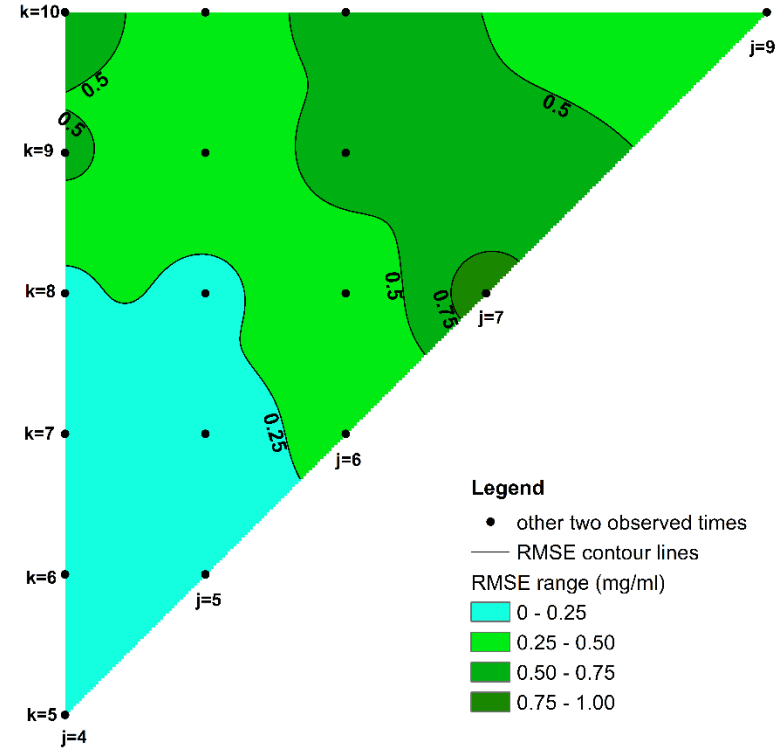 k=10
j=9
0.5
0.5
0.5
k=9
k=8
0.5
0.75
j=7
k=7
0.25
j=6
Legend
other two observed times
RMSE contour lines
k=6
RMSE range (mg/ml)
j=5
0 - 0.25
0.25 - 0.50
0.50 - 0.75
0.75 - 1.00
k=5
j=4